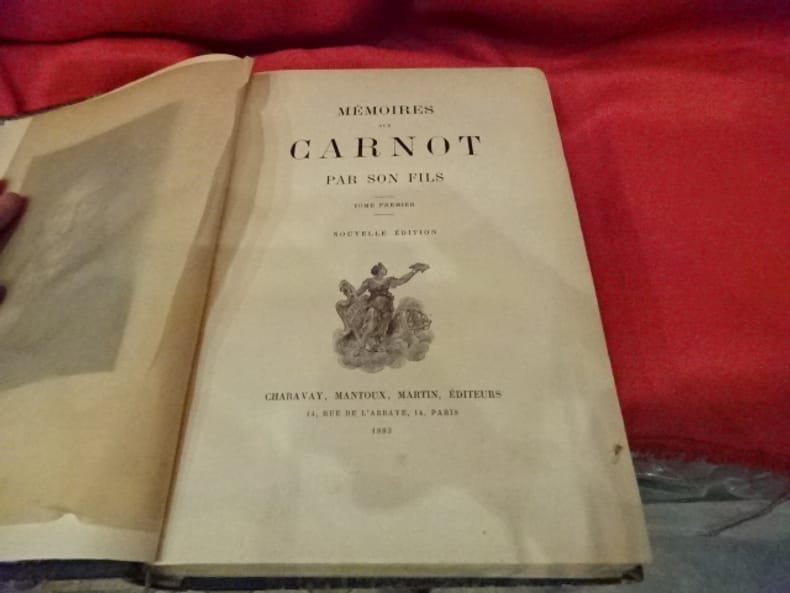 MÉMOIRES
SUR
CARNOT
PAR SON FILS
TOME PREMIER
NOUVELLE ÉDITION
CHARAVAY, MANTOUX, MARTIN, ÉDITEURS
14, RUE DE L'ABBAYE, 14, PARIS